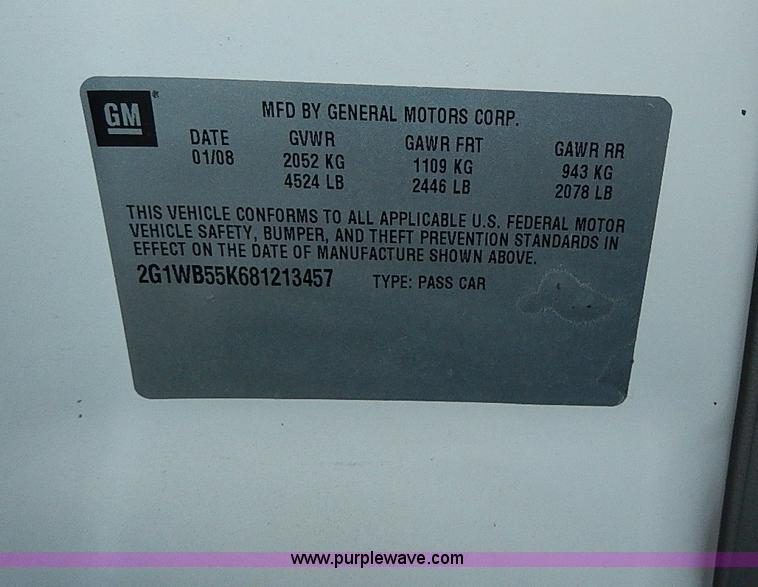 GM
MFD BY GENERAL MOTORS CORP.
DATE GVWR GAWR FRT GAWR RR
01/08 2052 KG 1109 KG 943 KG
4524 LB 2446 LB 2078 LB
THIS VEHICLE CONFORMS TO ALL APPLICABLE U.S. FEDERAL MOTOR
VEHICLE SAFETY, BUMPER, AND THEFT PREVENTION STANDARDS IN
EFFECT ON THE DATE OF MANUFACTURE SHOWN ABOVE.
2G1WB55K681213457 TYPE: PASS CAR
www.purplewave.com